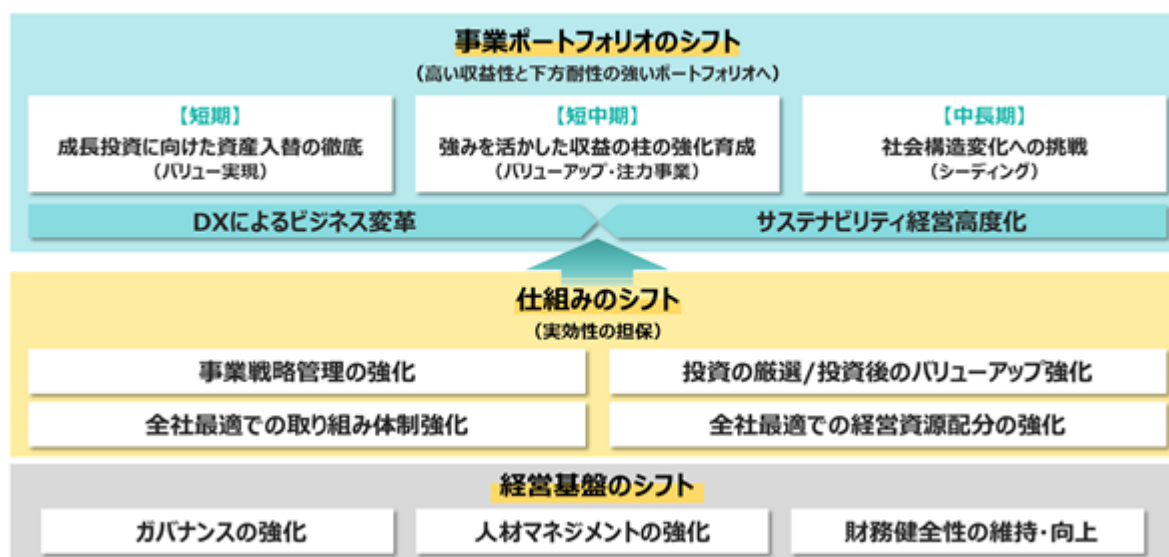 事業ポートフォリオのシフト
（高い収益性と下方耐性の強いポートフォリオへ）
【短期】
成長投資に向けた資産入替の徹底
（バリュー実現）
【短中期】
強みを活かした収益の柱の強化育成
（バリューアップ・注力事業）
【中長期】
社会構造変化への挑戦
（シーディング）
DXによるビジネス変革
サステナビリティ経営高度化
仕組みのシフト
（実効性の担保）
事業戦略管理の強化
投資の厳選/投資後のバリューアップ強化
全社最適での取り組み体制強化
全社最適での経営資源配分の強化
経営基盤のシフト
ガバナンスの強化
人材マネジメントの強化
財務健全性の維持・向上